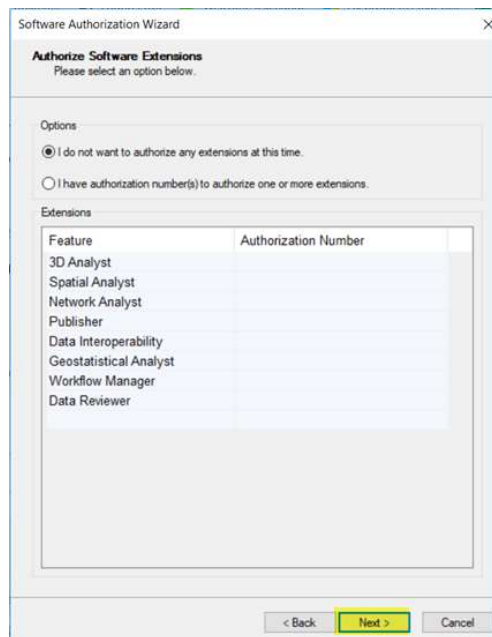 Software Authorization Wizard
Authorize Software Extensions
Please select an option below.
Options
I do not want to authorize any extensions at this time.
I have authorization number(s) to authorize one or more extensions.
Extensions
Feature Authorization Number
3D Analyst
Spatial Analyst
Network Analyst
Publisher
Data Interoperability
Geostatistical Analyst
Workflow Manager
Data Reviewer
< Back Next > Cancel